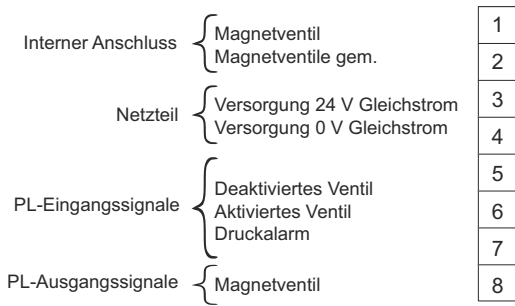 Interner Anschluss
Magnetventil
Magnetventile gem.
Netzteil
Versorgung 24 V Gleichstrom
Versorgung 0 V Gleichstrom
PL-Eingangssignale
Deaktiviertes Ventil
Aktiviertes Ventil
Druckalarm
PL-Ausgangssignale
Magnetventil
1
2
3
4
5
6
7
8